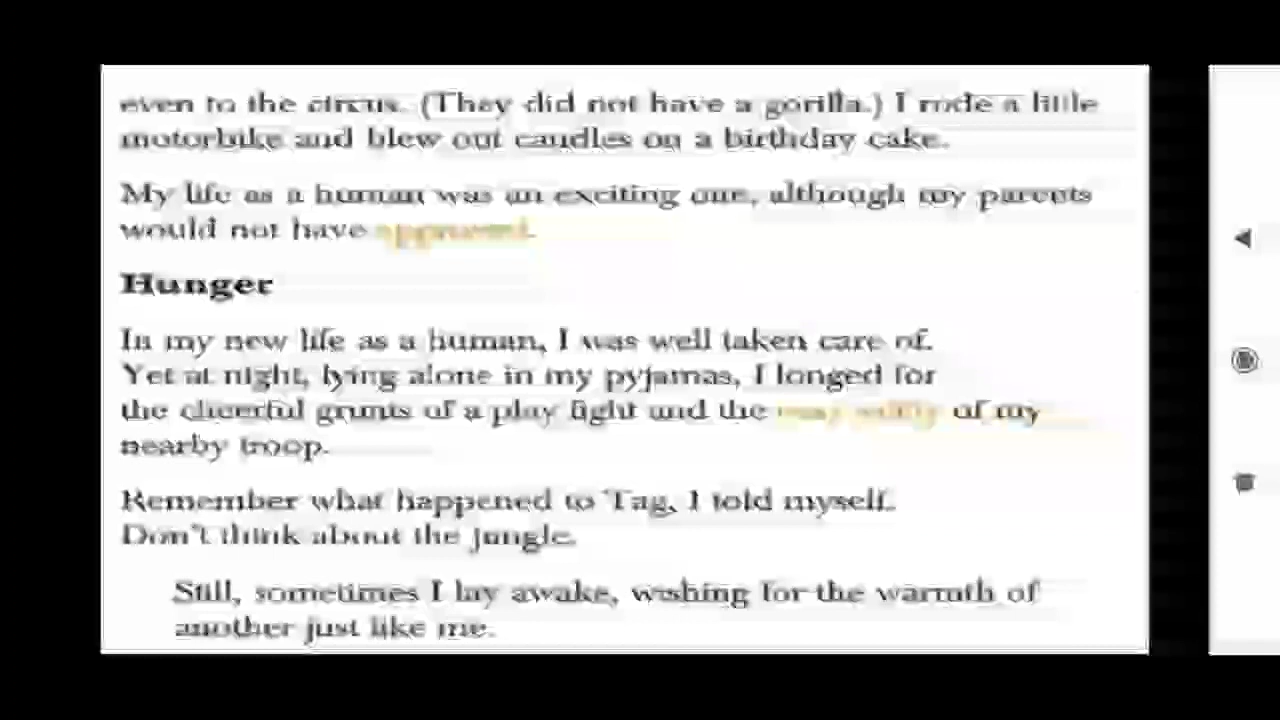 even to the circus. (They did not have a gorilla.) I rode a little
motorbike and blew out candles on a birthday cake.
My life as a human was an exciting one, although my parents
would not have approved.
Hunger
In my new life as a human, I was well taken care of.
Yet at night, lying alone in my pyjamas, I longed for
the cheerful grunts of a play fight and the of my
nearby troop.
Remember what happened to Tag, I told myself.
Don't think about the jungle.
Still, sometimes I lay awake, wishing for the warmth of
another just like me.